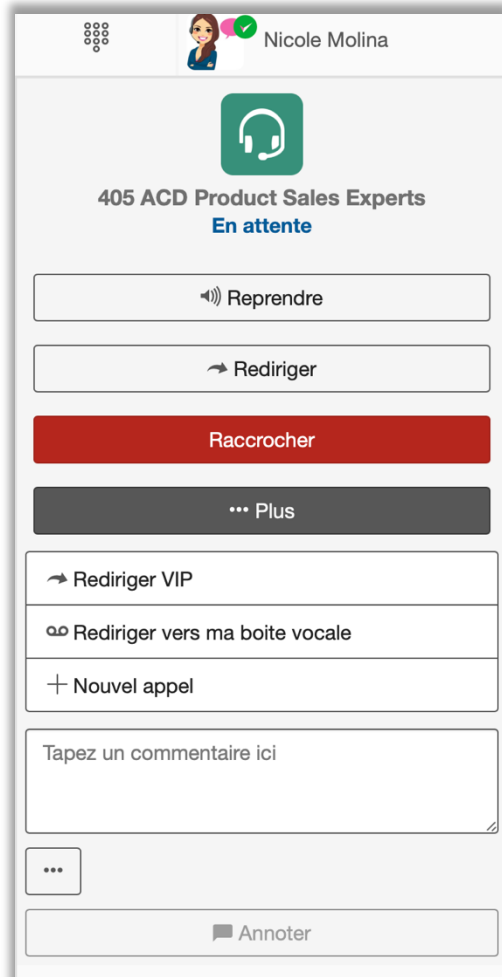 Nicole Molina
405 ACD Product Sales Experts
En attente
Reprendre
Rediriger
Raccrocher
••• Plus
Rediriger VIP
Rediriger vers ma boite vocale
Nouvel appel
Tapez un commentaire ici
•••
Annoter